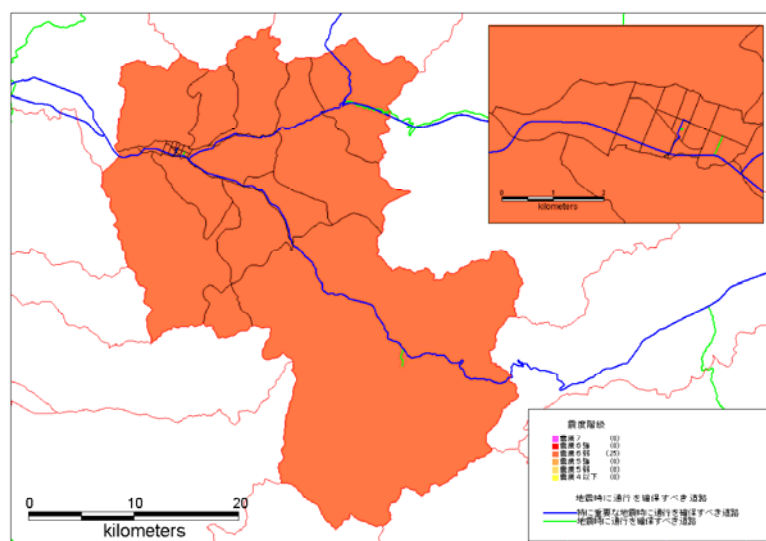 0 1 2
kilometers
震度階級
震度7 (0)
震度6強 (0)
震度6弱 (25)
震度5強 (0)
震度5弱 (0)
震度4以下 (0)
地震時に通行を確保すべき道路
特に重要な地震時に通行を確保すべき道路
地震時に通行を確保すべき道路
0 10 20
kilometers